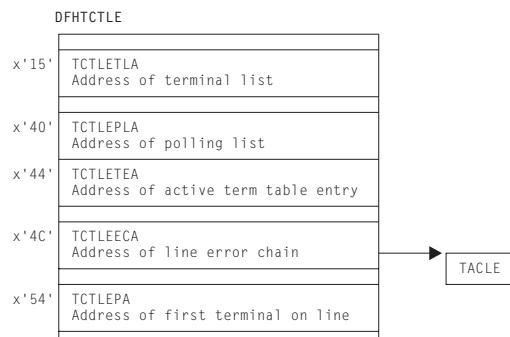 DFHTCTLE
x'15' TCTLETLA
Address of terminal list
x'40' TCTLEPLA
Address of polling list
x'44' TCTLETEA
Address of active term table entry
x'4C' TCTLEECA
Address of line error chain
TACLE
x'54' TCTLEPA
Address of first terminal on line